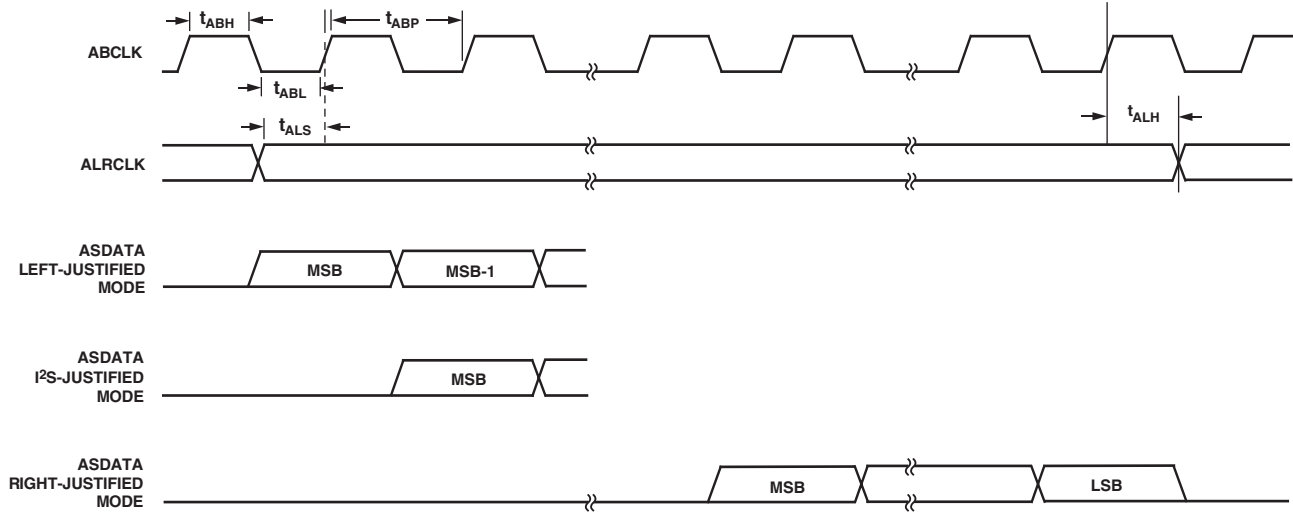 tABH
tABP
ABCLK
tABL
tALS
tALH
ALRCLK
ASDATA
LEFT-JUSTIFIED
MODE
MSB
MSB-1
ASDATA
I²S-JUSTIFIED
MODE
MSB
ASDATA
RIGHT-JUSTIFIED
MODE
MSB
LSB